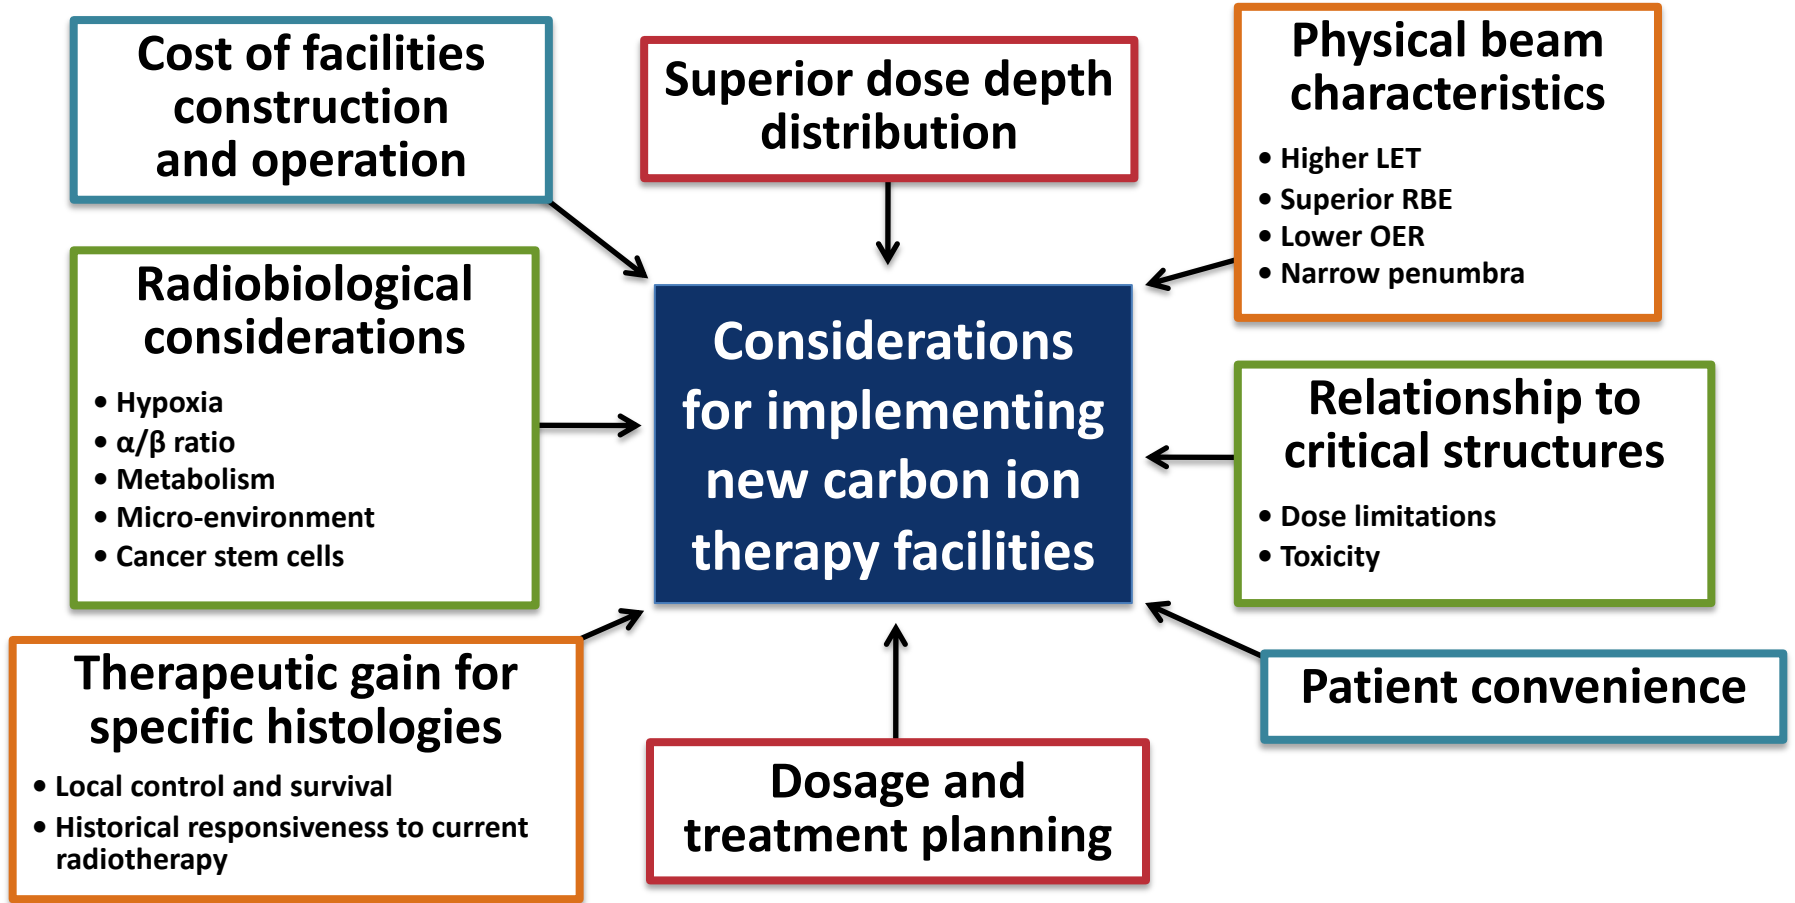 Cost of facilities
construction
and operation
Superior dose depth
distribution
Physical beam
characteristics
• Higher LET
• Superior RBE
• Lower OER
• Narrow penumbra
Radiobiological
considerations
• Hypoxia
• α/β ratio
• Metabolism
• Micro-environment
• Cancer stem cells
Considerations
for implementing
new carbon ion
therapy facilities
Relationship to
critical structures
• Dose limitations
• Toxicity
Therapeutic gain for
specific histologies
• Local control and survival
• Historical responsiveness to current
radiotherapy
Dosage and
treatment planning
Patient convenience